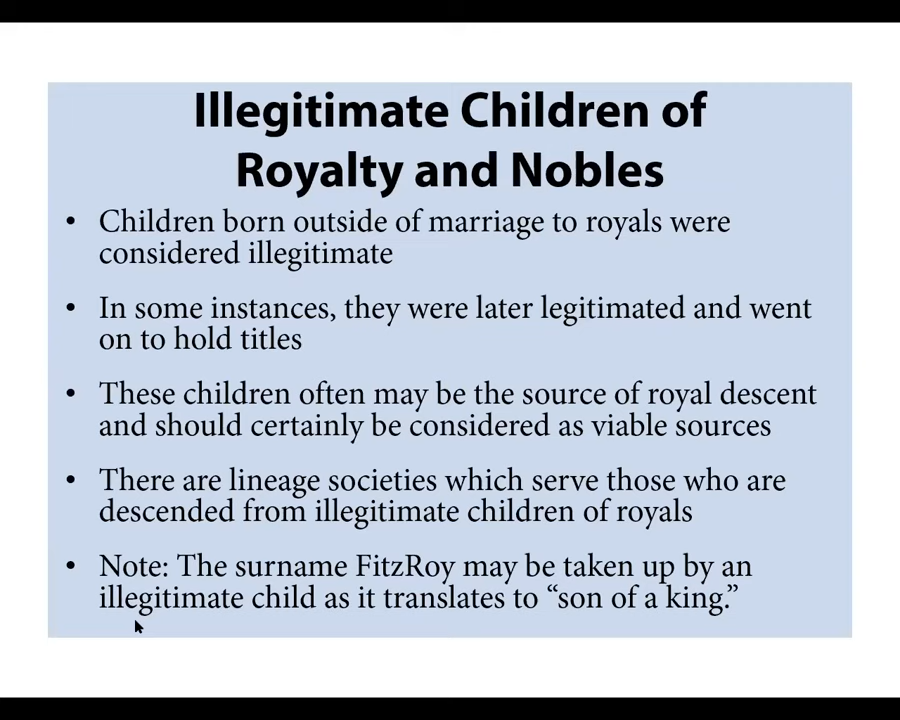 Illegitimate Children of
Royalty and Nobles
• Children born outside of marriage to royals were
considered illegitimate
• In some instances, they were later legitimated and went
on to hold titles
• These children often may be the source of royal descent
and should certainly be considered as viable sources
• There are lineage societies which serve those who are
descended from illegitimate children of royals
• Note: The surname FitzRoy may be taken up by an
illegitimate child as it translates to “son of a king.”